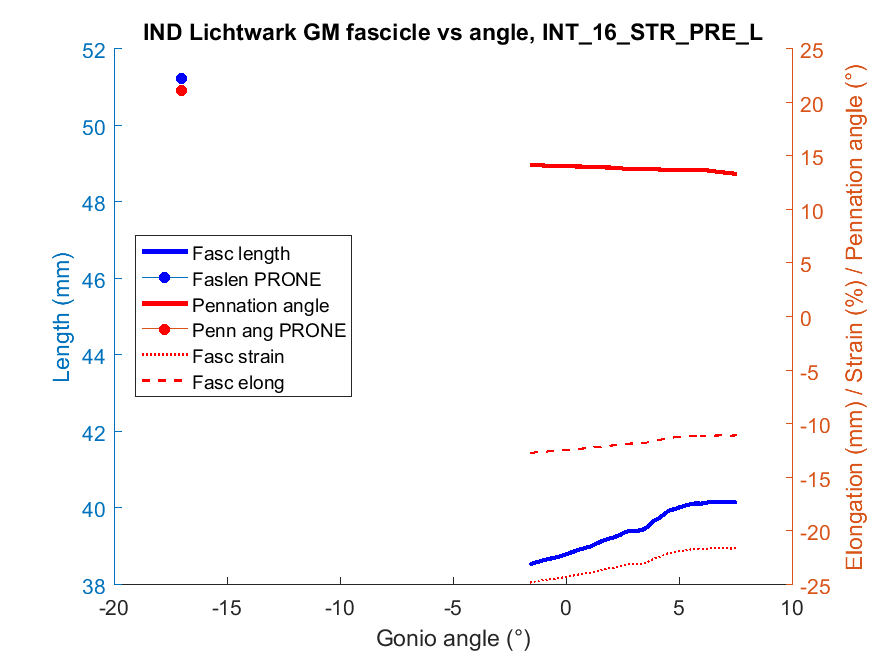 IND Lichtwark GM fascicle vs angle, INT_16_STR_PRE_L
52
50
48
46
44
42
40
38
Length (mm)
25
20
15
10
5
0
-5
-10
-15
-20
-25
Elongation (mm) / Strain (%) / Pennation angle (°)
Fasc length
Faslen PRONE
Pennation angle
Penn ang PRONE
Fasc strain
Fasc elong
-20 -15 -10 -5 0 5 10
Gonio angle (°)